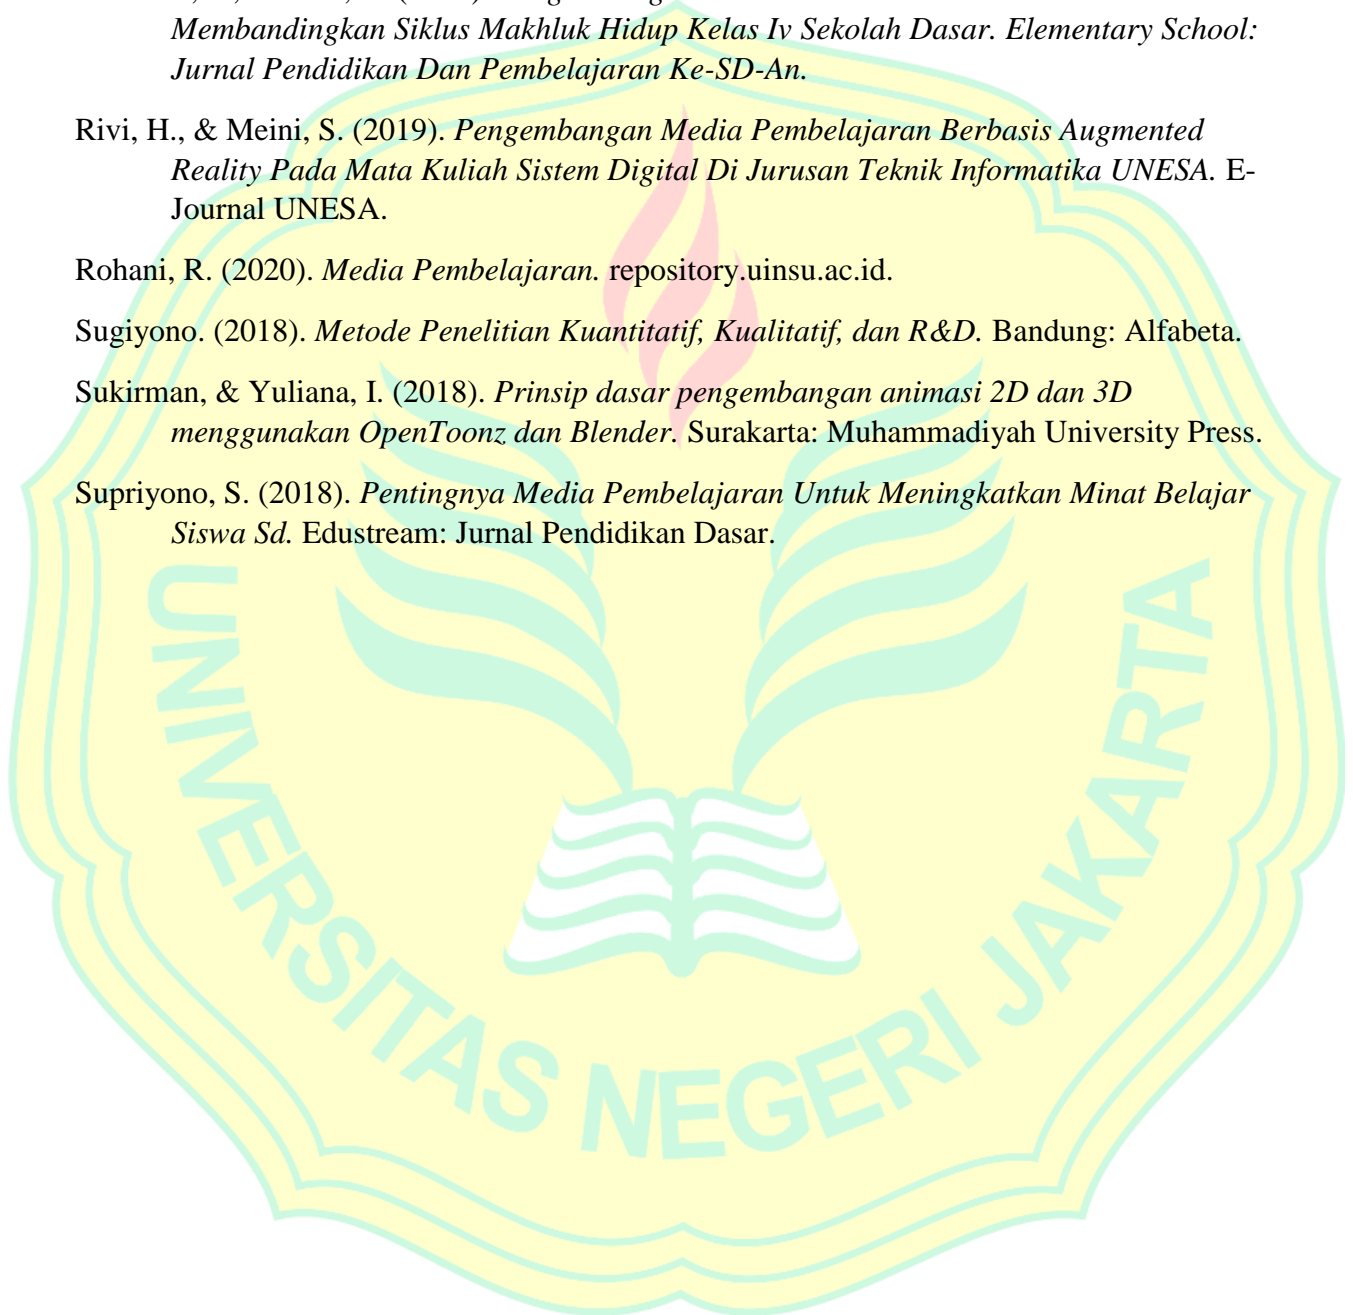 Membandingkan Siklus Makhluk Hidup Kelas Iv Sekolah Dasar. Elementary School:
Jurnal Pendidikan Dan Pembelajaran Ke-SD-An.
Rivi, H., & Meini, S. (2019). Pengembangan Media Pembelajaran Berbasis Augmented
Reality Pada Mata Kuliah Sistem Digital Di Jurusan Teknik Informatika UNESA. E-
Journal UNESA.
Rohani, R. (2020). Media Pembelajaran. repository.uinsu.ac.id.
Sugiyono. (2018). Metode Penelitian Kuantitatif, Kualitatif, dan R&D. Bandung: Alfabeta.
Sukirman, & Yuliana, I. (2018). Prinsip dasar pengembangan animasi 2D dan 3D
menggunakan OpenToonz dan Blender. Surakarta: Muhammadiyah University Press.
Supriyono, S. (2018). Pentingnya Media Pembelajaran Untuk Meningkatkan Minat Belajar
Siswa Sd. Edustream: Jurnal Pendidikan Dasar.
UNIVERSITAS NEGERI JAKARTA